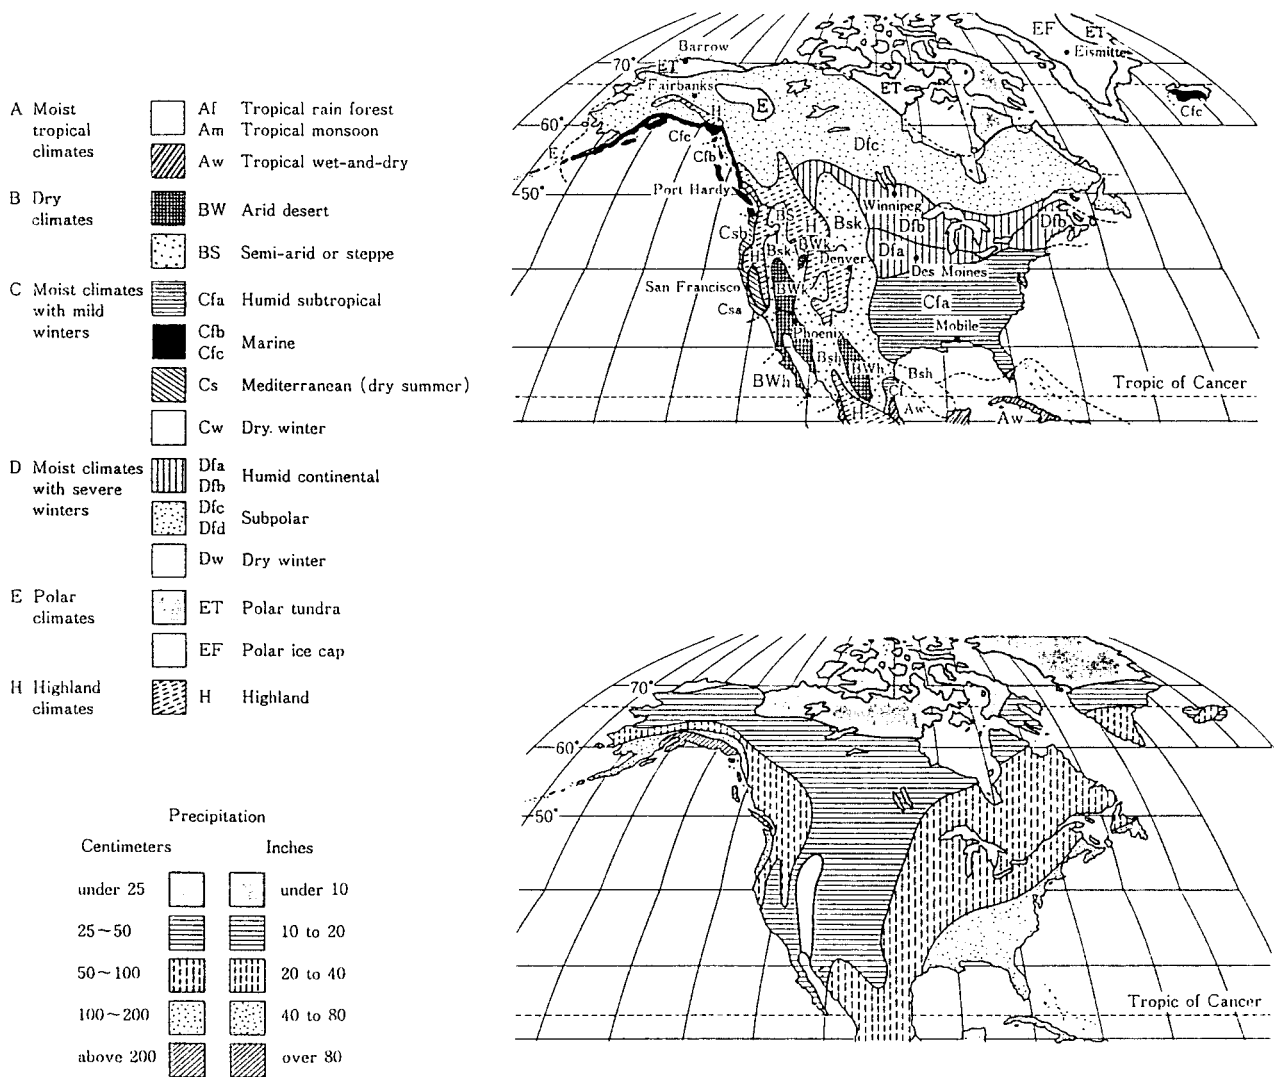 A Moist
tropical
climates
Af Tropical rain forest
Am Tropical monsoon
Aw Tropical wet-and-dry
B Dry
climates
BW Arid desert
BS Semi-arid or steppe
C Moist climates
with mild
winters
Cfa Humid subtropical
Cfb
Cfc
Marine
Cs Mediterranean (dry summer)
Cw Dry. winter
D Moist climates
with severe
winters
Dfa
Dfb
Humid continental
Dfc
Dfd
Subpolar
Dw Dry winter
E Polar
climates
ET Polar tundra
EF Polar ice cap
H Highland
climates
H Highland
Precipitation
Centimeters Inches
under 25 under 10
25~50 10 to 20
50~100 20 to 40
100~200 40 to 80
above 200 over 80
EF
ET
Eismitte
Barrow
70°
ET
Fairbanks
H
E
ET
Cfc
60°
Cfc
Dfc
E
Cfb
50°
Port Hardy
Winnipeg
BS
H
Bsk
Dfb
Dfb
Csb
Bsk
BWk
Dfa
Denver
Des Moines
San Francisco
BWk
Cfa
Csa
Mobile
Phoenix
Bsh
BWh
BWh
Bsh
Tropic of Cancer
Cf
H
Aw
Aw
70°
60°
50°
Tropic of Cancer